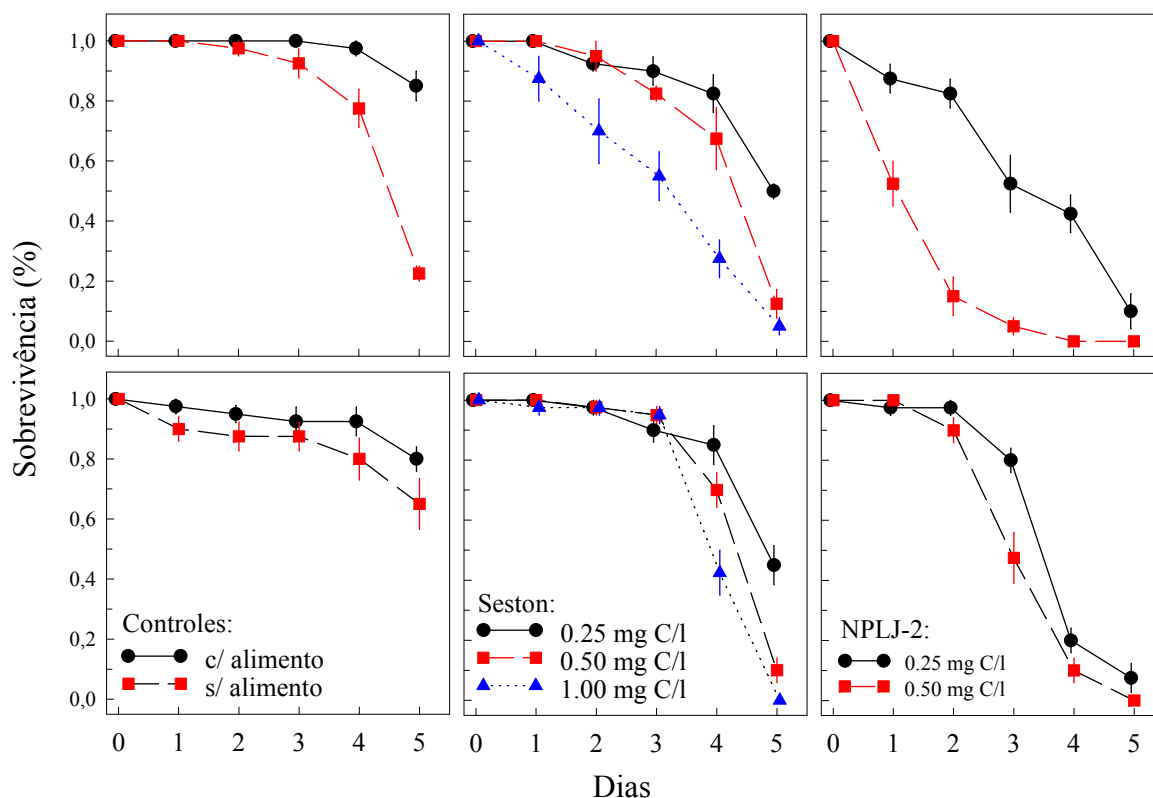 Sobrevivência (%)
1,0
0,8
0,6
0,4
0,2
0,0
1,0
0,8
0,6
0,4
0,2
0,0
Controles:
c/ alimento
s/ alimento
Seston:
0.25 mg C/l
0.50 mg C/l
1.00 mg C/l
NPLJ-2:
0.25 mg C/l
0.50 mg C/l
0 1 2 3 4 5
0 1 2 3 4 5
0 1 2 3 4 5
Dias